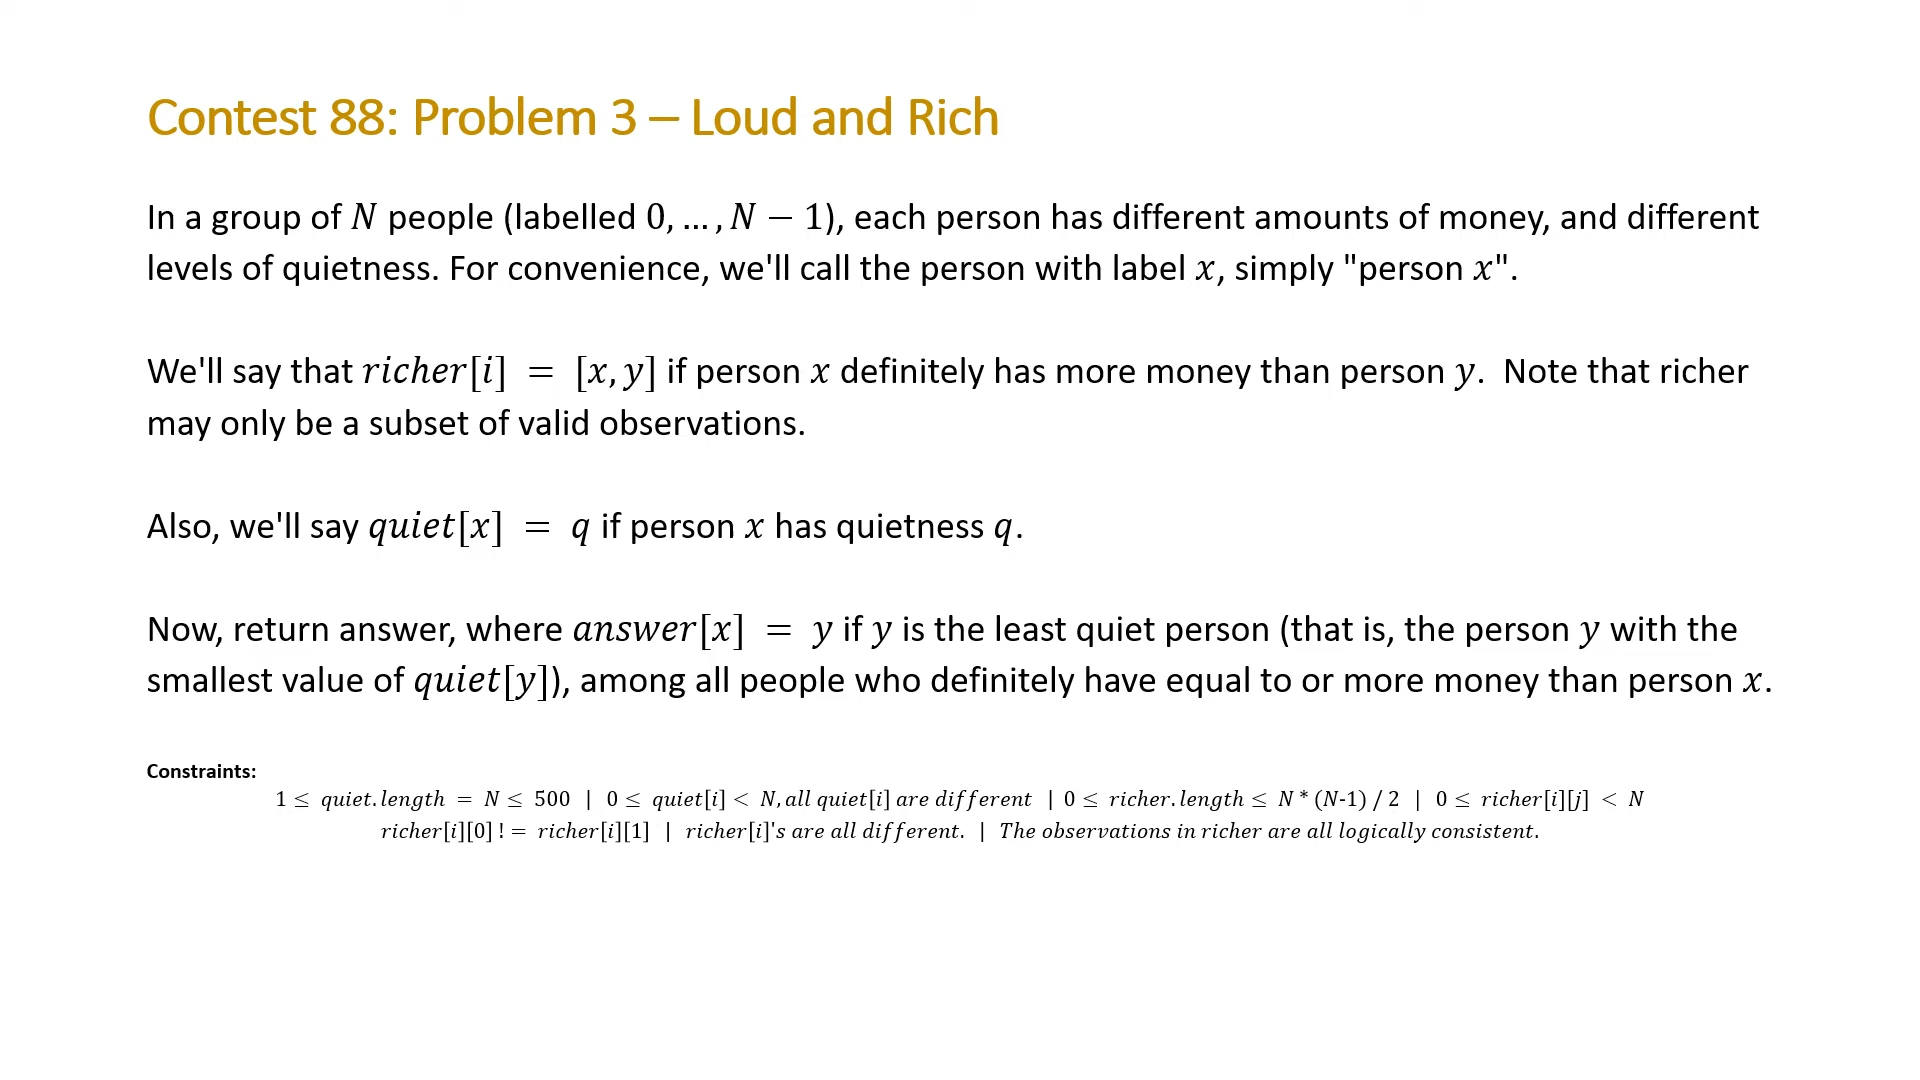 Contest 88: Problem 3 – Loud and Rich
In a group of N people (labelled 0, … , N − 1), each person has different amounts of money, and different
levels of quietness. For convenience, we'll call the person with label x, simply "person x".
We'll say that richer[i] = [x, y] if person x definitely has more money than person y. Note that richer
may only be a subset of valid observations.
Also, we'll say quiet[x] = q if person x has quietness q.
Now, return answer, where answer[x] = y if y is the least quiet person (that is, the person y with the
smallest value of quiet[y]), among all people who definitely have equal to or more money than person x.
Constraints:
1 ≤ quiet.length = N ≤ 500 | 0 ≤ quiet[i] < N, all quiet[i] are different | 0 ≤ richer.length ≤ N * (N-1) / 2 | 0 ≤ richer[i][j] < N
richer[i][0] ! = richer[i][1] | richer[i]'s are all different. | The observations in richer are all logically consistent.